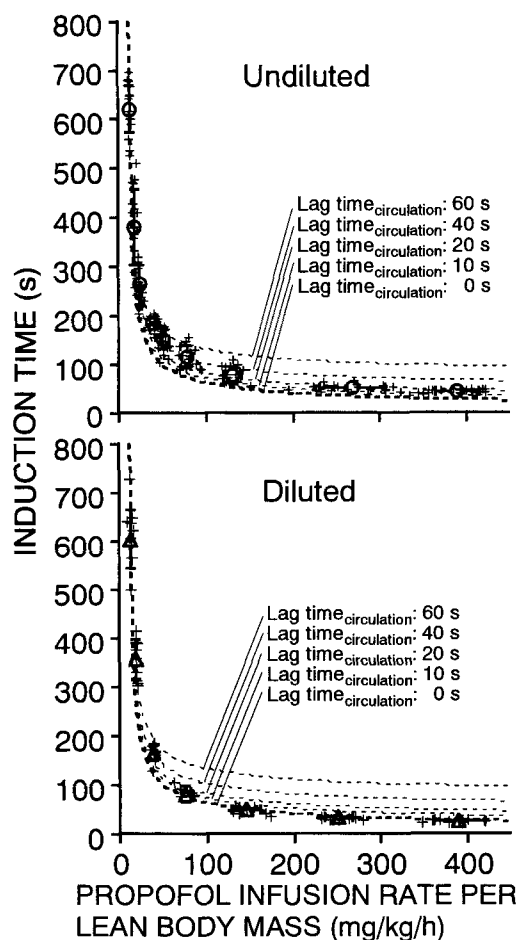 800
Undiluted
700
600
500
Lag time circulation: 60 s
400
Lag time circulation: 40 s
Lag time circulation: 20 s
300
Lag time circulation: 10 s
Lag time circulation: 0 s
200
100
0
INDUCTION TIME (s)
800
Diluted
700
600
500
Lag time circulation: 60 s
400
Lag time circulation: 40 s
Lag time circulation: 20 s
300
Lag time circulation: 10 s
Lag time circulation: 0 s
200
100
0
0 100 200 300 400
PROPOFOL INFUSION RATE PER
LEAN BODY MASS (mg/kg/h)